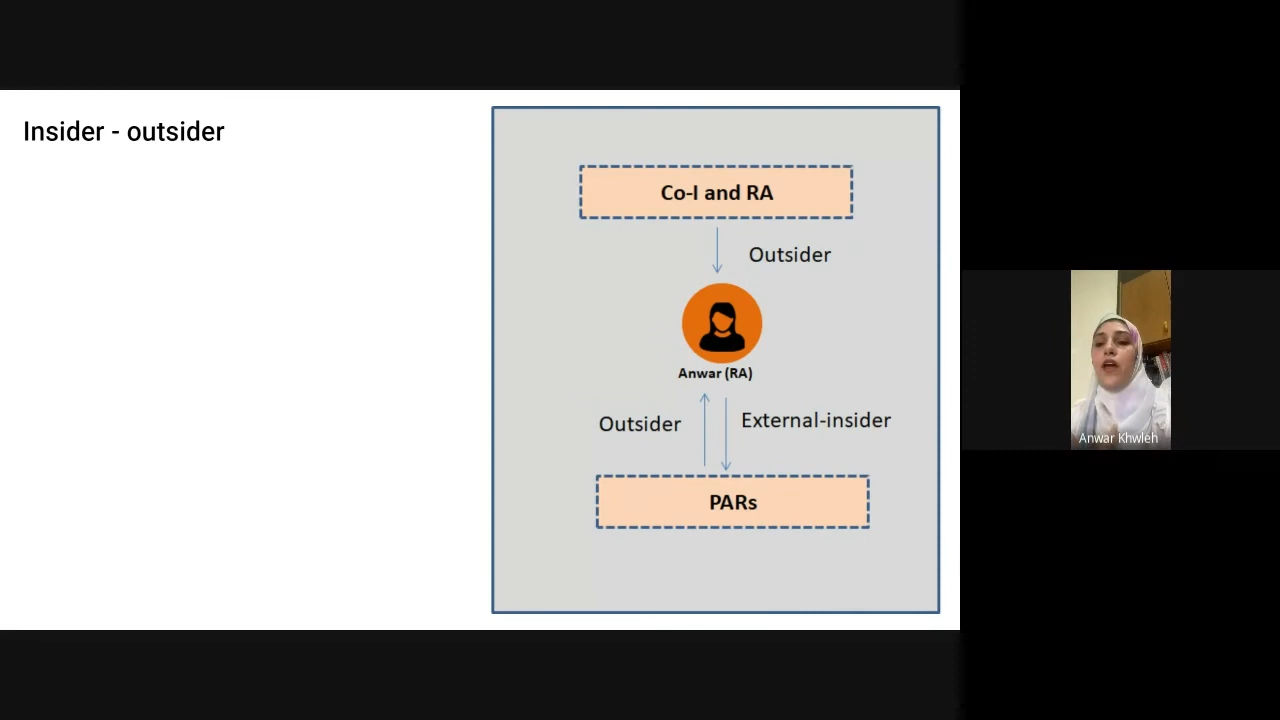 Insider - outsider
Co-I and RA
Outsider
Anwar (RA)
Outsider
External-insider
PARs
Anwar Khwleh